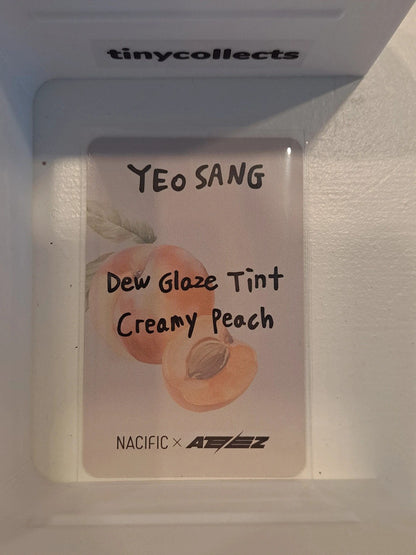 tinycollects
YEO SANG
Dew Glaze Tint
Creamy Peach
NACIFIC × ATEEZ